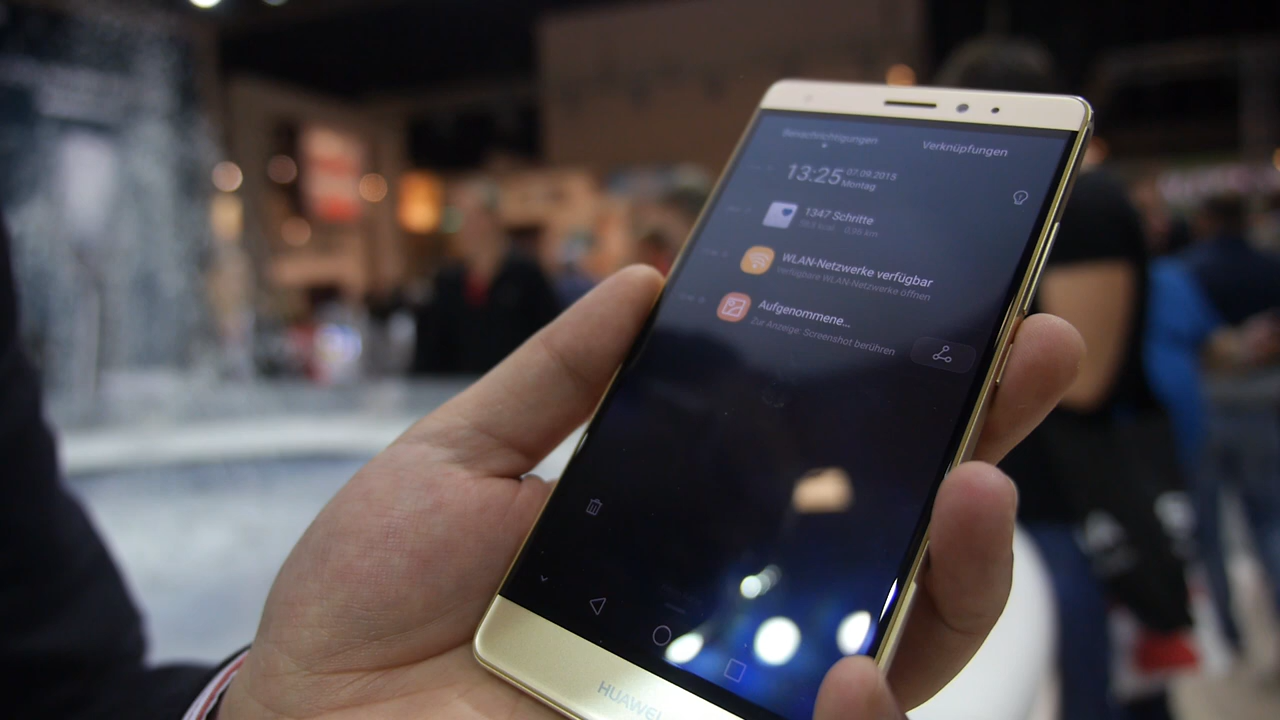 Benachrichtigungen
Verknüpfungen
13:25 07.09.2015
Montag
1347 Schritte
WLAN-Netzwerke verfügbar
Verfügbare WLAN-Netzwerke öffnen
Aufgenommene...
Zur Anzeige: Screenshot berühren
HUAWEI